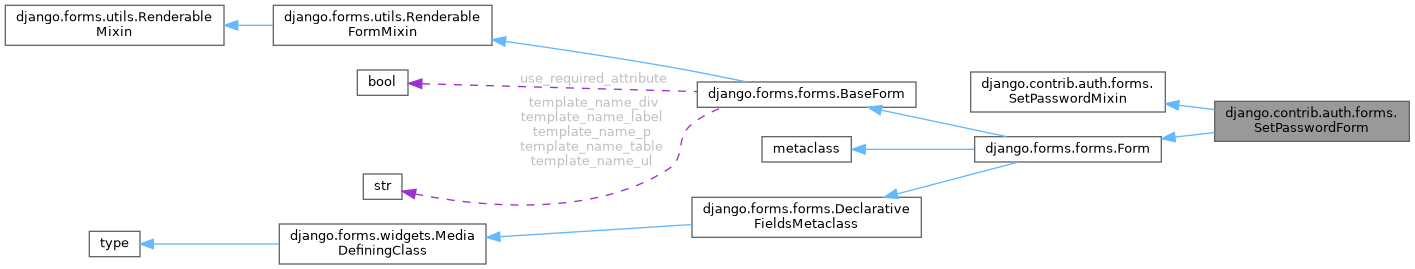 django.forms.utils.Renderable
Mixin
django.forms.utils.Renderable
FormMixin
bool
use_required_attribute
django.forms.forms.BaseForm
django.contrib.auth.forms.
SetPasswordMixin
django.contrib.auth.forms.
SetPasswordForm
template_name_div
template_name_label
template_name_p
template_name_table
template_name_ul
metaclass
django.forms.forms.Form
str
django.forms.forms.Declarative
FieldsMetaclass
type
django.forms.widgets.Media
DefiningClass